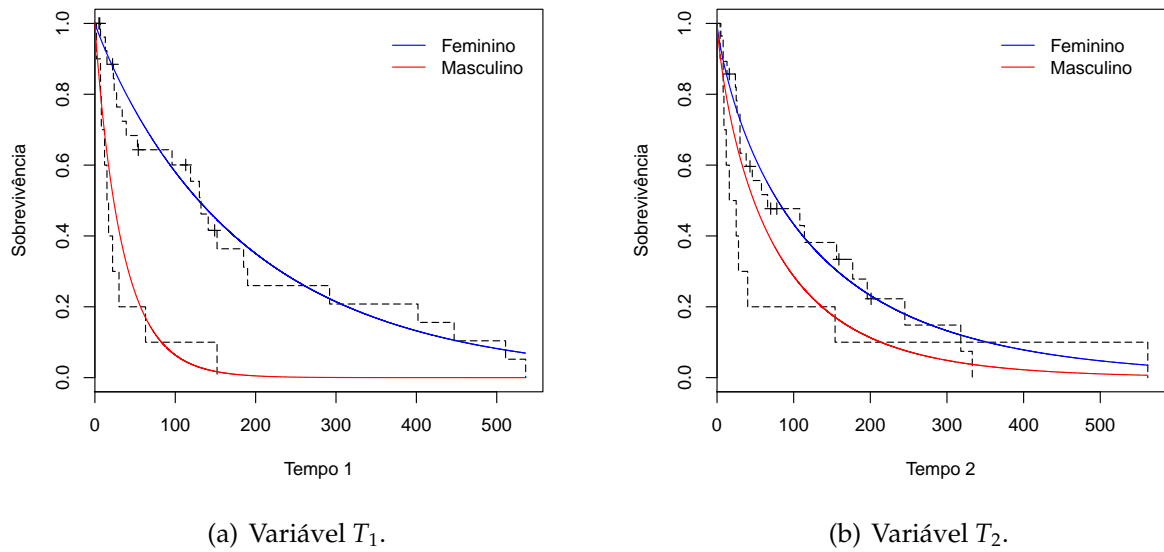 Feminino
Masculino
Sobrevivência
1.0
0.8
0.6
0.4
0.2
0.0
0 100 200 300 400 500
Tempo 1
(a) Variável T₁.
Feminino
Masculino
Sobrevivência
1.0
0.8
0.6
0.4
0.2
0.0
0 100 200 300 400 500
Tempo 2
(b) Variável T₂.